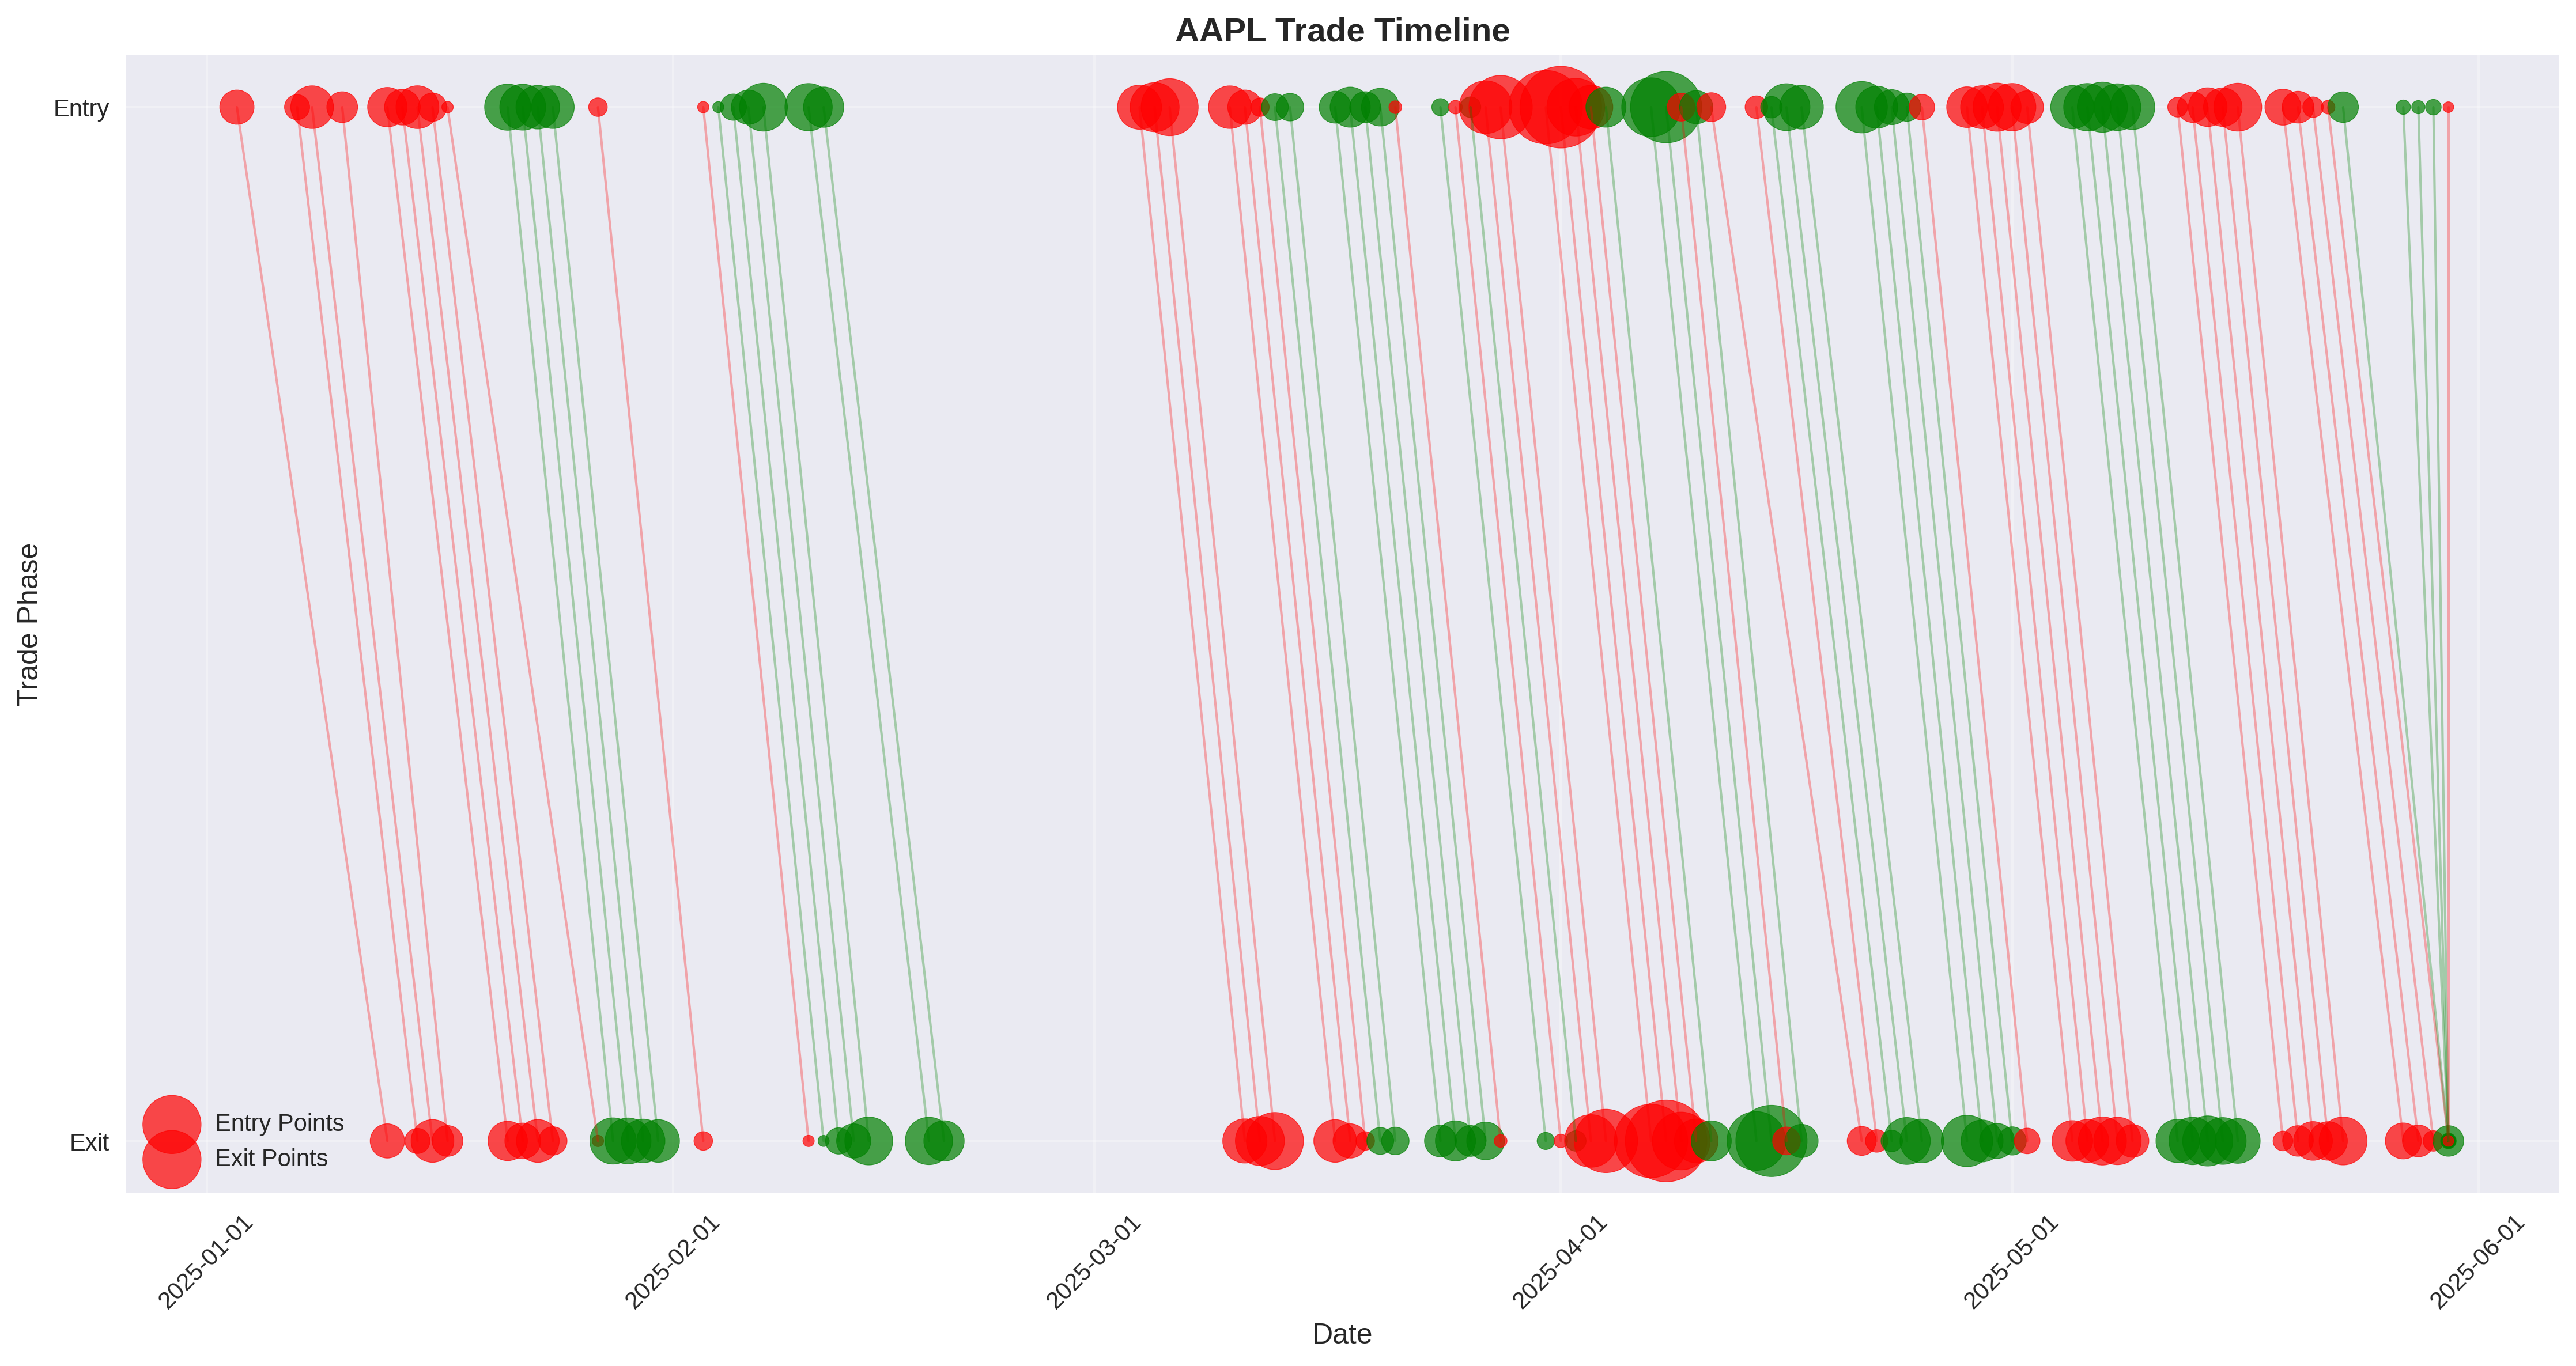 AAPL Trade Timeline
Entry
Trade Phase
Exit
Entry Points
Exit Points
2025-01-01
2025-02-01
2025-03-01
2025-04-01
2025-05-01
2025-06-01
Date